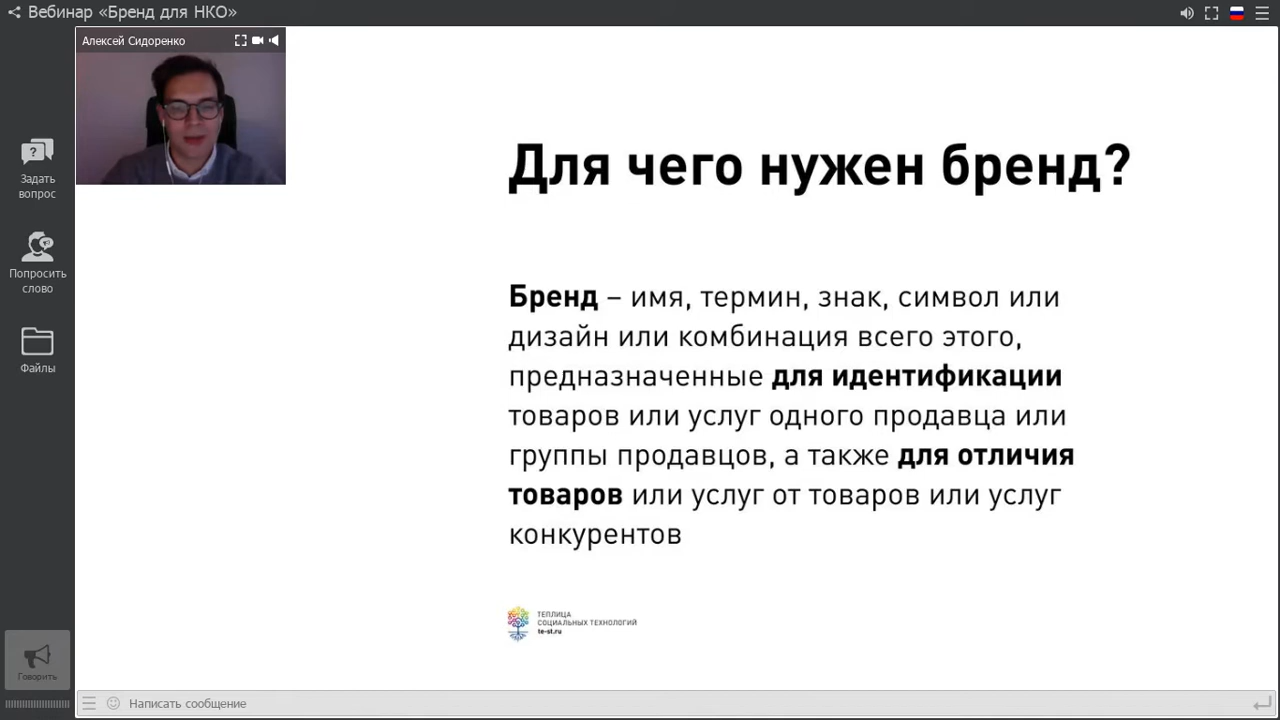 Вебинар «Бренд для НКО»
Алексей Сидоренко
Задать
вопрос
Попросить
слово
Файлы
Говорить
Для чего нужен бренд?
Бренд – имя, термин, знак, символ или
дизайн или комбинация всего этого,
предназначенные для идентификации
товаров или услуг одного продавца или
группы продавцов, а также для отличия
товаров или услуг от товаров или услуг
конкурентов
ТЕПЛИЦА
СОЦИАЛЬНЫХ ТЕХНОЛОГИЙ
te-st.ru
Написать сообщение